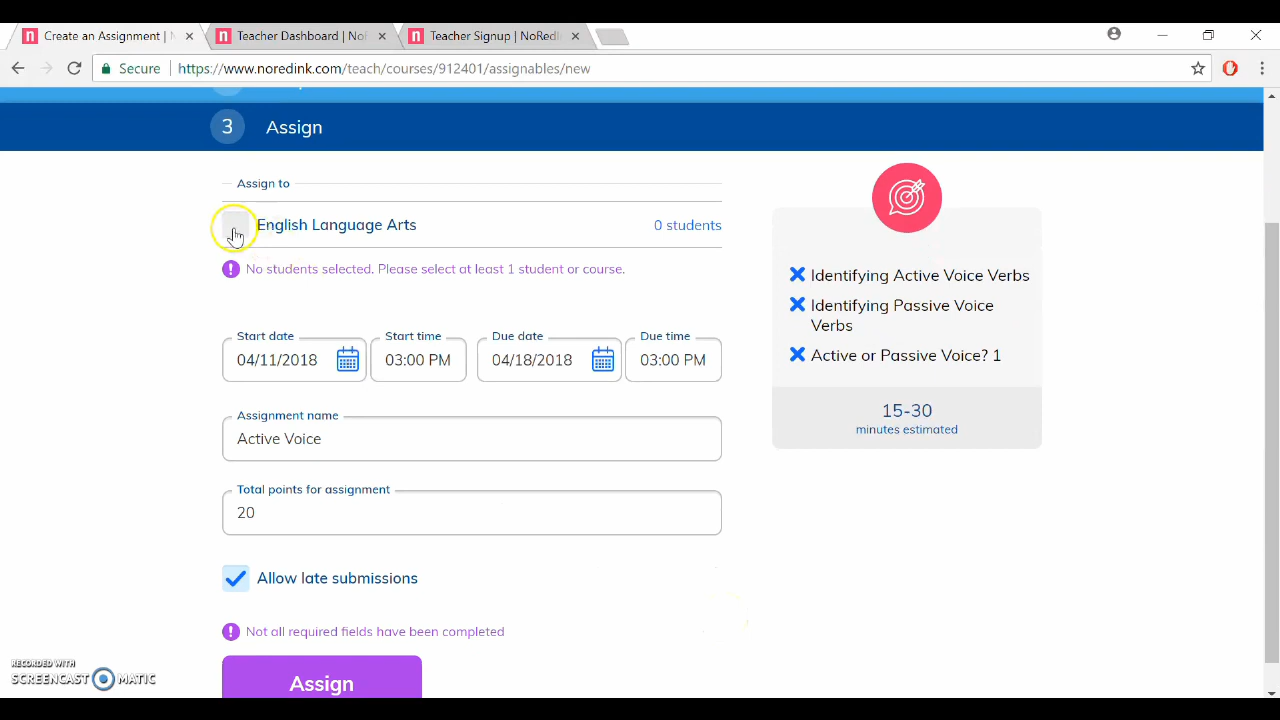 Create an Assignment | N
Teacher Dashboard | NoR
Teacher Signup | NoRedI
Secure
https://www.noredink.com/teach/courses/912401/assignables/new
3
Assign
Assign to
English Language Arts
0 students
No students selected. Please select at least 1 student or course.
Start date
Start time
Due date
Due time
04/11/2018
03:00 PM
04/18/2018
03:00 PM
Assignment name
Active Voice
Total points for assignment
20
Allow late submissions
Not all required fields have been completed
Assign
Identifying Active Voice Verbs
Identifying Passive Voice
Verbs
Active or Passive Voice? 1
15-30
minutes estimated
RECORDED WITH
SCREENCAST MATIC